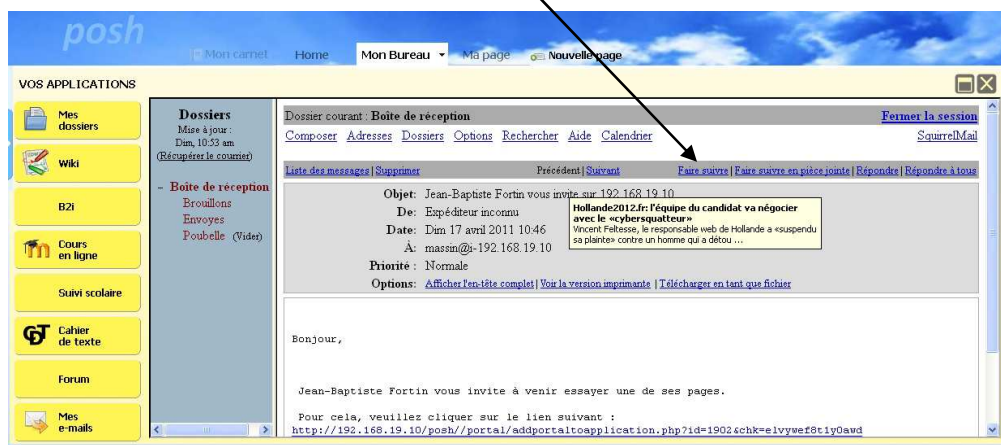 posh
Mon carnet Home Mon Bureau Ma page Nouvelle page
VOS APPLICATIONS
Mes dossiers
Wiki
B2i
Cours en ligne
Suivi scolaire
Cahier de texte
Forum
Mes e-mails
Dossiers
Mise à jour :
Dim, 10:53 am
(Récupérer le courrier)
- Boîte de réception
Brouillons
Envoyes
Poubelle (Vider)
Dossier courant : Boîte de réception Fermer la session
Composer Adresses Dossiers Options Rechercher Aide Calendrier SquirrelMail
Liste des messages | Supprimer Précédent | Suivant Faire suivre | Faire suivre en pièce jointe | Répondre | Répondre à tous
Objet: Jean-Baptiste Fortin vous invite sur 192.168.19.10
De: Expéditeur inconnu
Date: Dim 17 avril 2011 10:46
À: massin@i-192.168.19.10
Priorité : Normale
Options: Afficher l'en-tête complet | Voir la version imprimante | Télécharger en tant que fichier
Hollande2012.fr: l'équipe du candidat va négocier
avec le «cybersquatteur»
Vincent Feltesse, le responsable web de Hollande a «suspendu
sa plainte» contre un homme qui a détou ...
Bonjour,
Jean-Baptiste Fortin vous invite à venir essayer une de ses pages.
Pour cela, veuillez cliquer sur le lien suivant :
http://192.168.19.10/posh//portal/addportaltoapplication.php?id=1902&chk=elvywef8t1y0awd